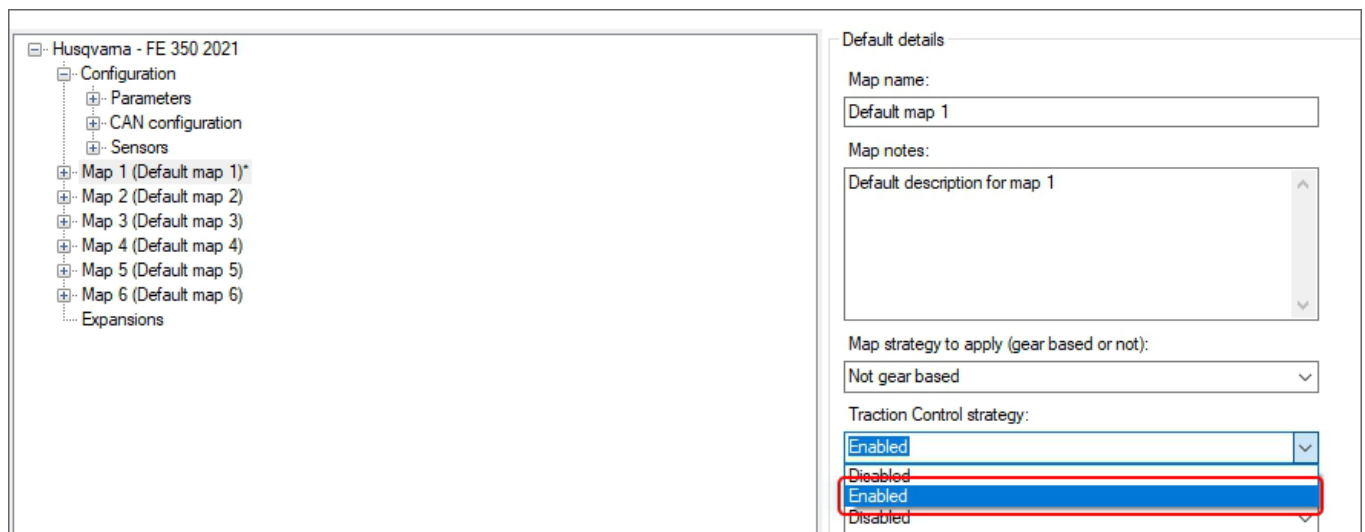 Husqvarna - FE 350 2021
Configuration
Parameters
CAN configuration
Sensors
Map 1 (Default map 1)*
Map 2 (Default map 2)
Map 3 (Default map 3)
Map 4 (Default map 4)
Map 5 (Default map 5)
Map 6 (Default map 6)
Expansions
Default details
Map name:
Default map 1
Map notes:
Default description for map 1
Map strategy to apply (gear based or not):
Not gear based
Traction Control strategy:
Enabled
Disabled
Enabled
Disabled